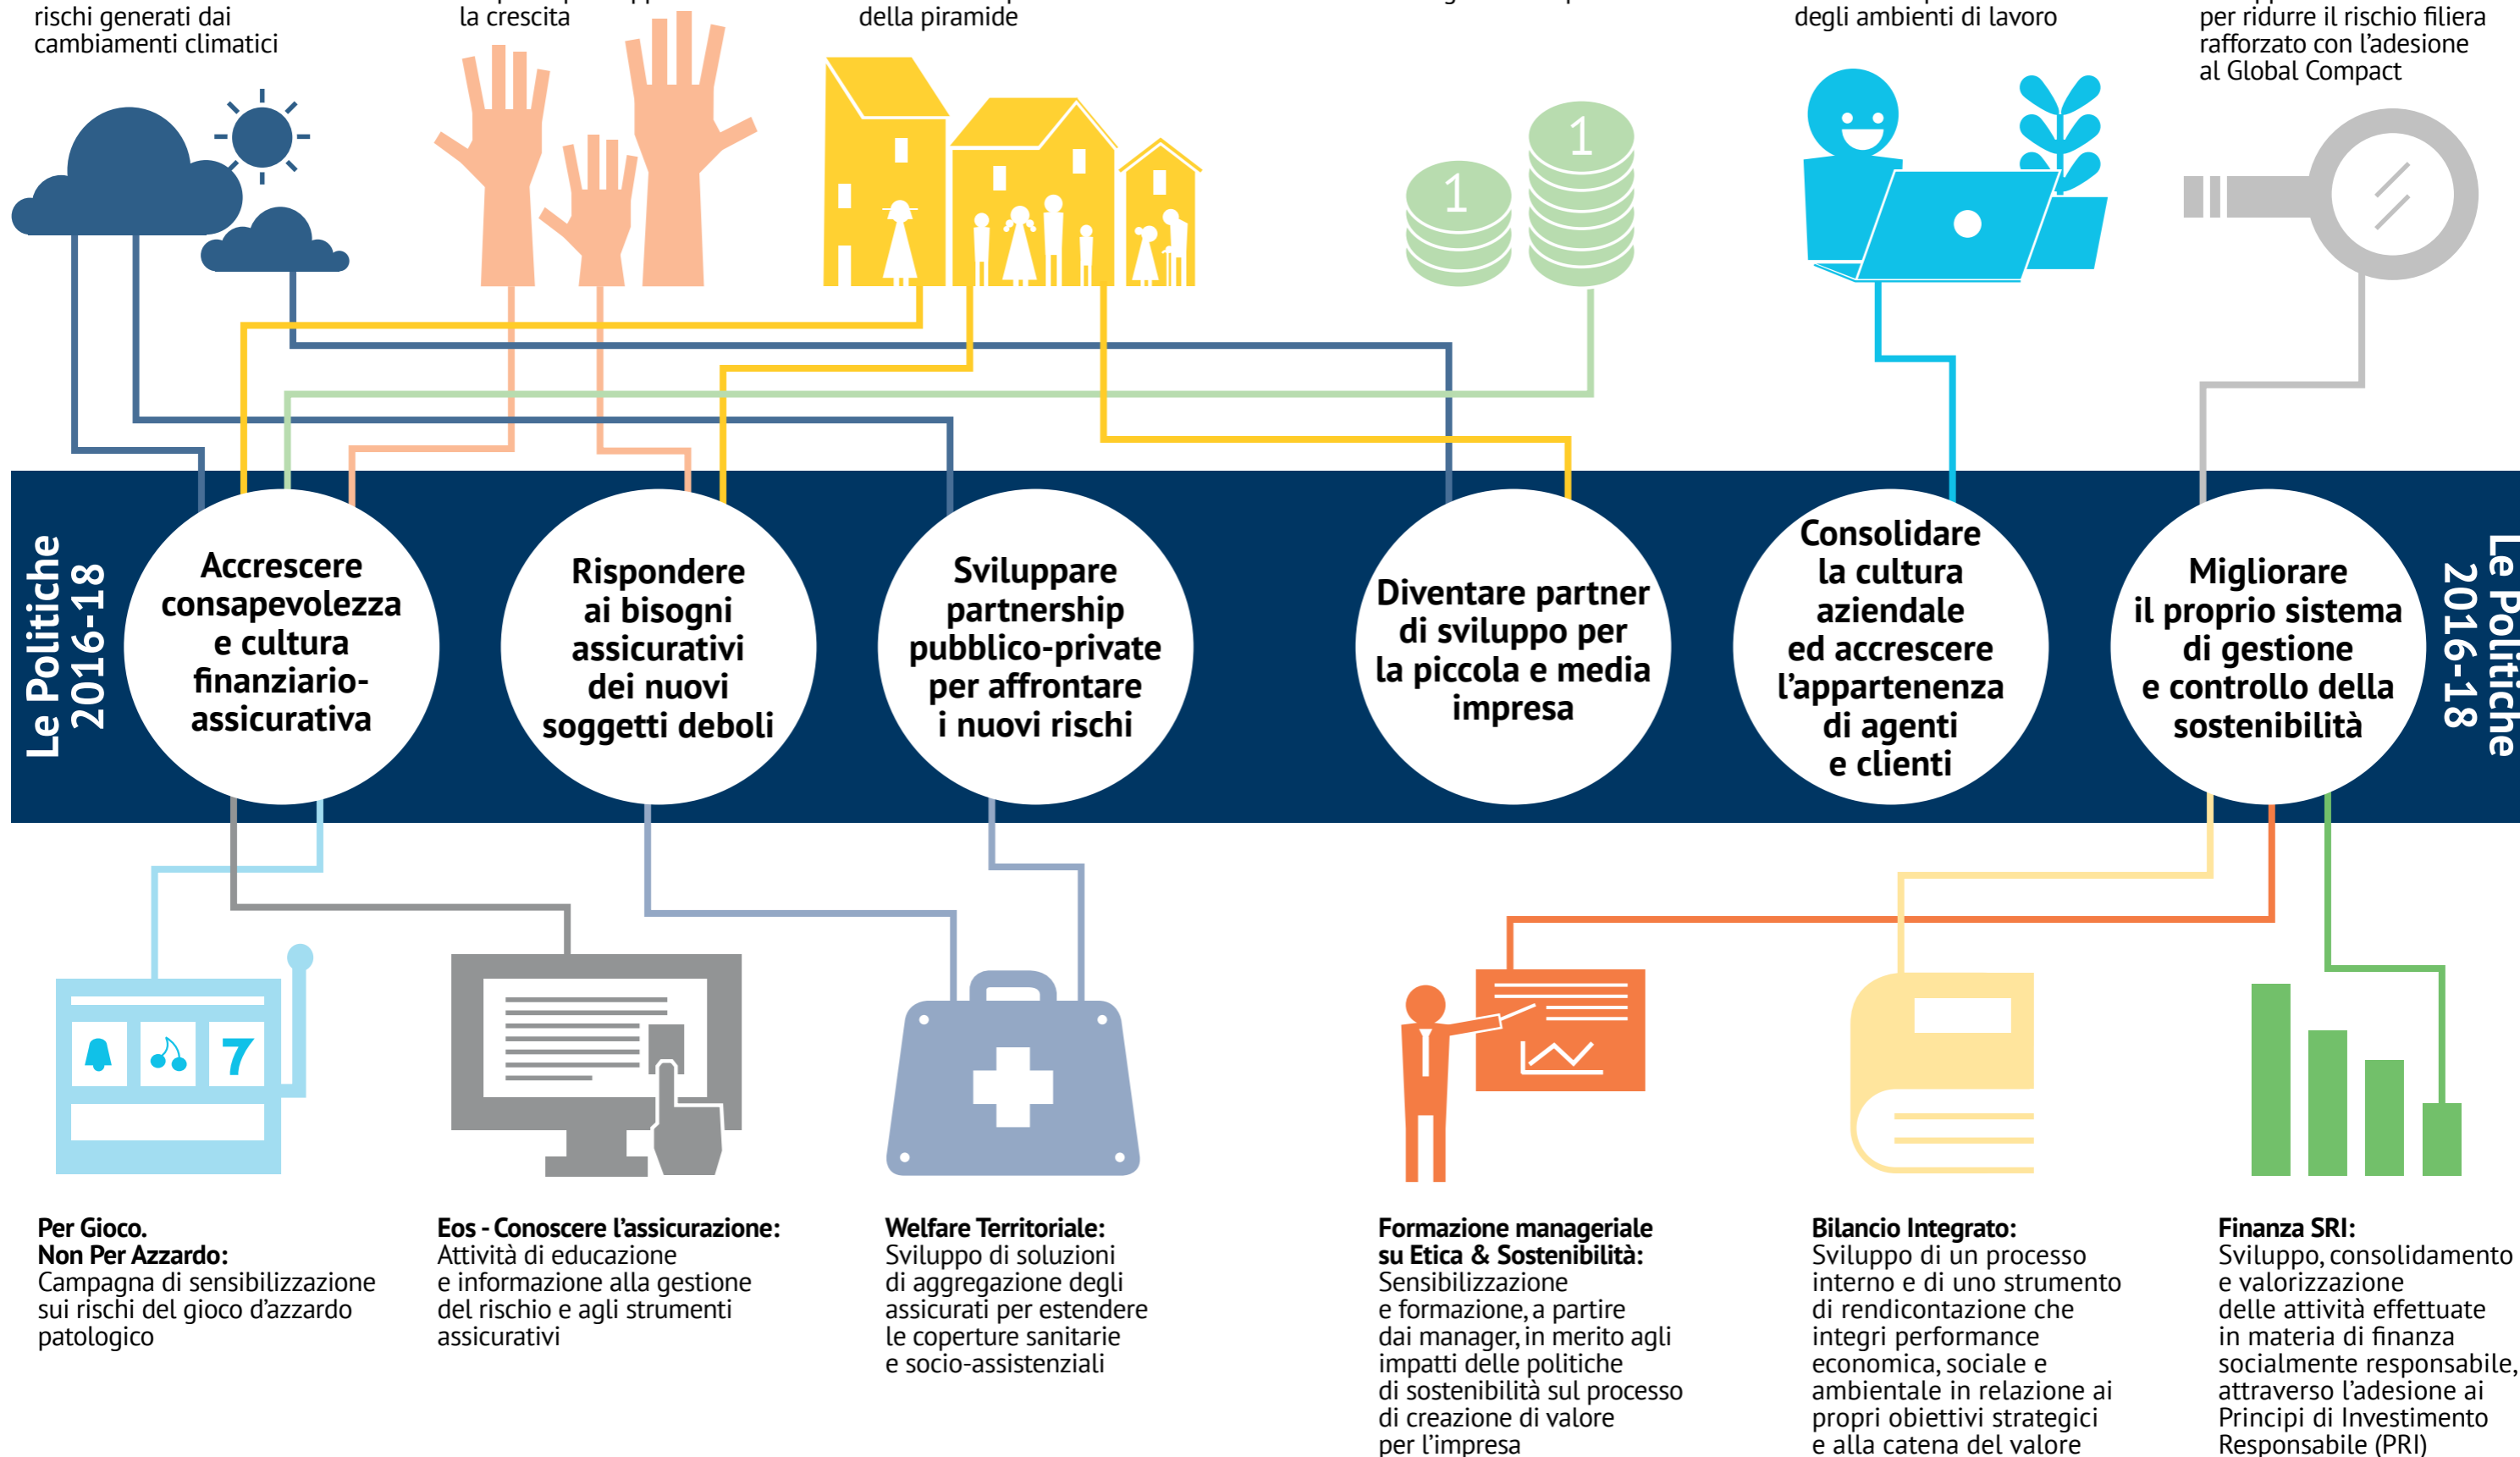 rischi generati dai
cambiamenti climatici
la crescita
della piramide
degli ambienti di lavoro
per ridurre il rischio filiera
rafforzato con l'adesione
al Global Compact
1
1
Le Politiche
2016-18
Accrescere
consapevolezza
e cultura
finanziario-
assicurativa
Rispondere
ai bisogni
assicurativi
dei nuovi
soggetti deboli
Sviluppare
partnership
pubblico-private
per affrontare
i nuovi rischi
Diventare partner
di sviluppo per
la piccola e media
impresa
Consolidare
la cultura
aziendale
ed accrescere
l'appartenenza
di agenti
e clienti
Migliorare
il proprio sistema
di gestione
e controllo della
sostenibilità
Le Politiche
2016-18
7
Per Gioco.
Non Per Azzardo:
Campagna di sensibilizzazione
sui rischi del gioco d'azzardo
patologico
Eos - Conoscere l'assicurazione:
Attività di educazione
e informazione alla gestione
del rischio e agli strumenti
assicurativi
Welfare Territoriale:
Sviluppo di soluzioni
di aggregazione degli
assicurati per estendere
le coperture sanitarie
e socio-assistenziali
Formazione manageriale
su Etica & Sostenibilità:
Sensibilizzazione
e formazione, a partire
dai manager, in merito agli
impatti delle politiche
di sostenibilità sul processo
di creazione di valore
per l'impresa
Bilancio Integrato:
Sviluppo di un processo
interno e di uno strumento
di rendicontazione che
integri performance
economica, sociale e
ambientale in relazione ai
propri obiettivi strategici
e alla catena del valore
Finanza SRI:
Sviluppo, consolidamento
e valorizzazione
delle attività effettuate
in materia di finanza
socialmente responsabile,
attraverso l'adesione ai
Principi di Investimento
Responsabile (PRI)